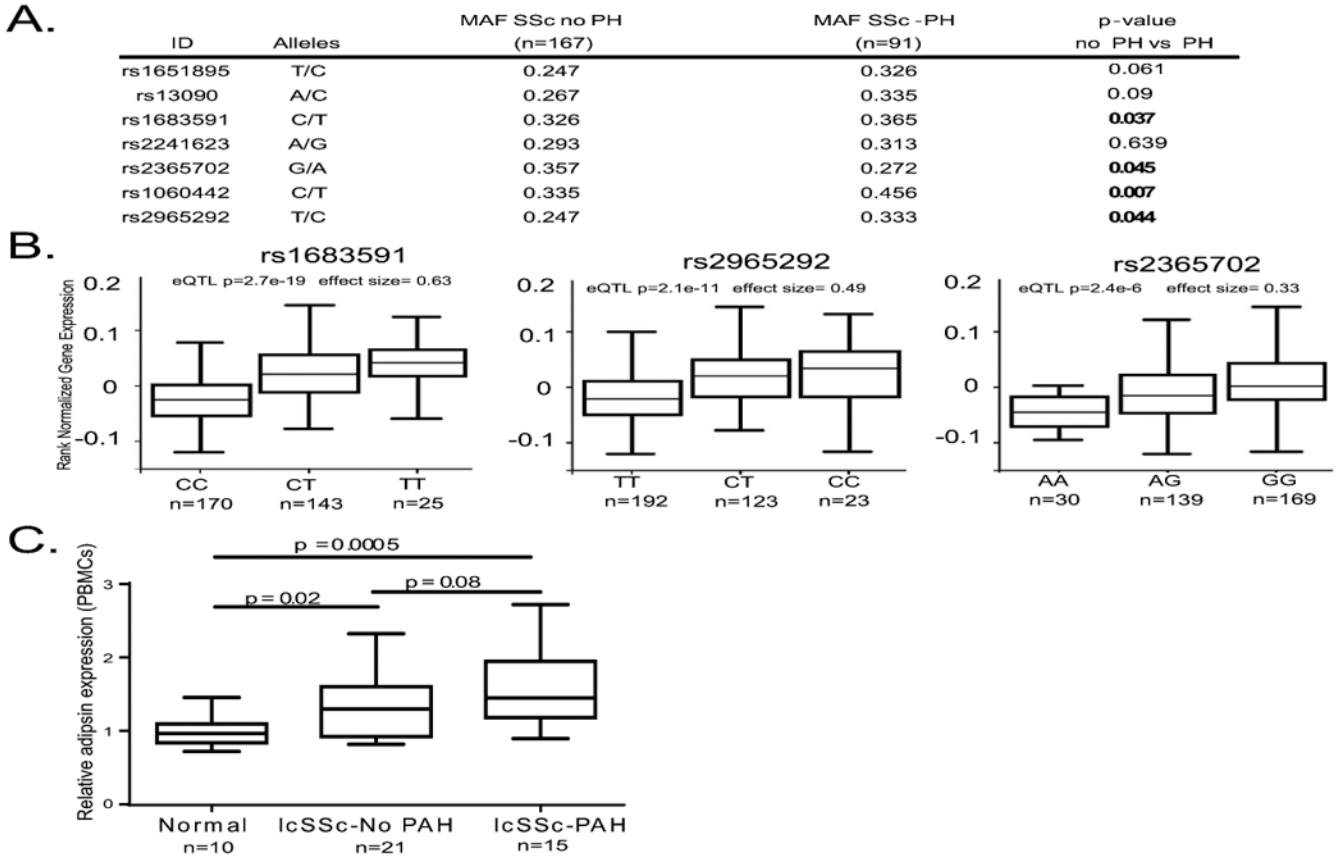 A.
MAF SSc no PH MAF SSc -PH p-value
ID Alleles (n=167) (n=91) no PH vs PH
rs1651895 T/C 0.247 0.326 0.061
rs13090 A/C 0.267 0.335 0.09
rs1683591 C/T 0.326 0.365 0.037
rs2241623 A/G 0.293 0.313 0.639
rs2365702 G/A 0.357 0.272 0.045
rs1060442 C/T 0.335 0.456 0.007
rs2965292 T/C 0.247 0.333 0.044
B.
Rank Normalized Gene Expression
rs1683591
eQTL p=2.7e-19 effect size= 0.63
0.2
0.1
0
-0.1
CC CT TT
n=170 n=143 n=25
rs2965292
eQTL p=2.1e-11 effect size= 0.49
0.2
0.1
0
-0.1
TT CT CC
n=192 n=123 n=23
rs2365702
eQTL p=2.4e-6 effect size= 0.33
0.2
0.1
0
-0.1
AA AG GG
n=30 n=139 n=169
C.
Relative adipsin expression (PBMCs)
p =0.0005
p=0.02 p=0.08
3
2
1
0
Normal lcSSc-No PAH lcSSc-PAH
n=10 n=21 n=15